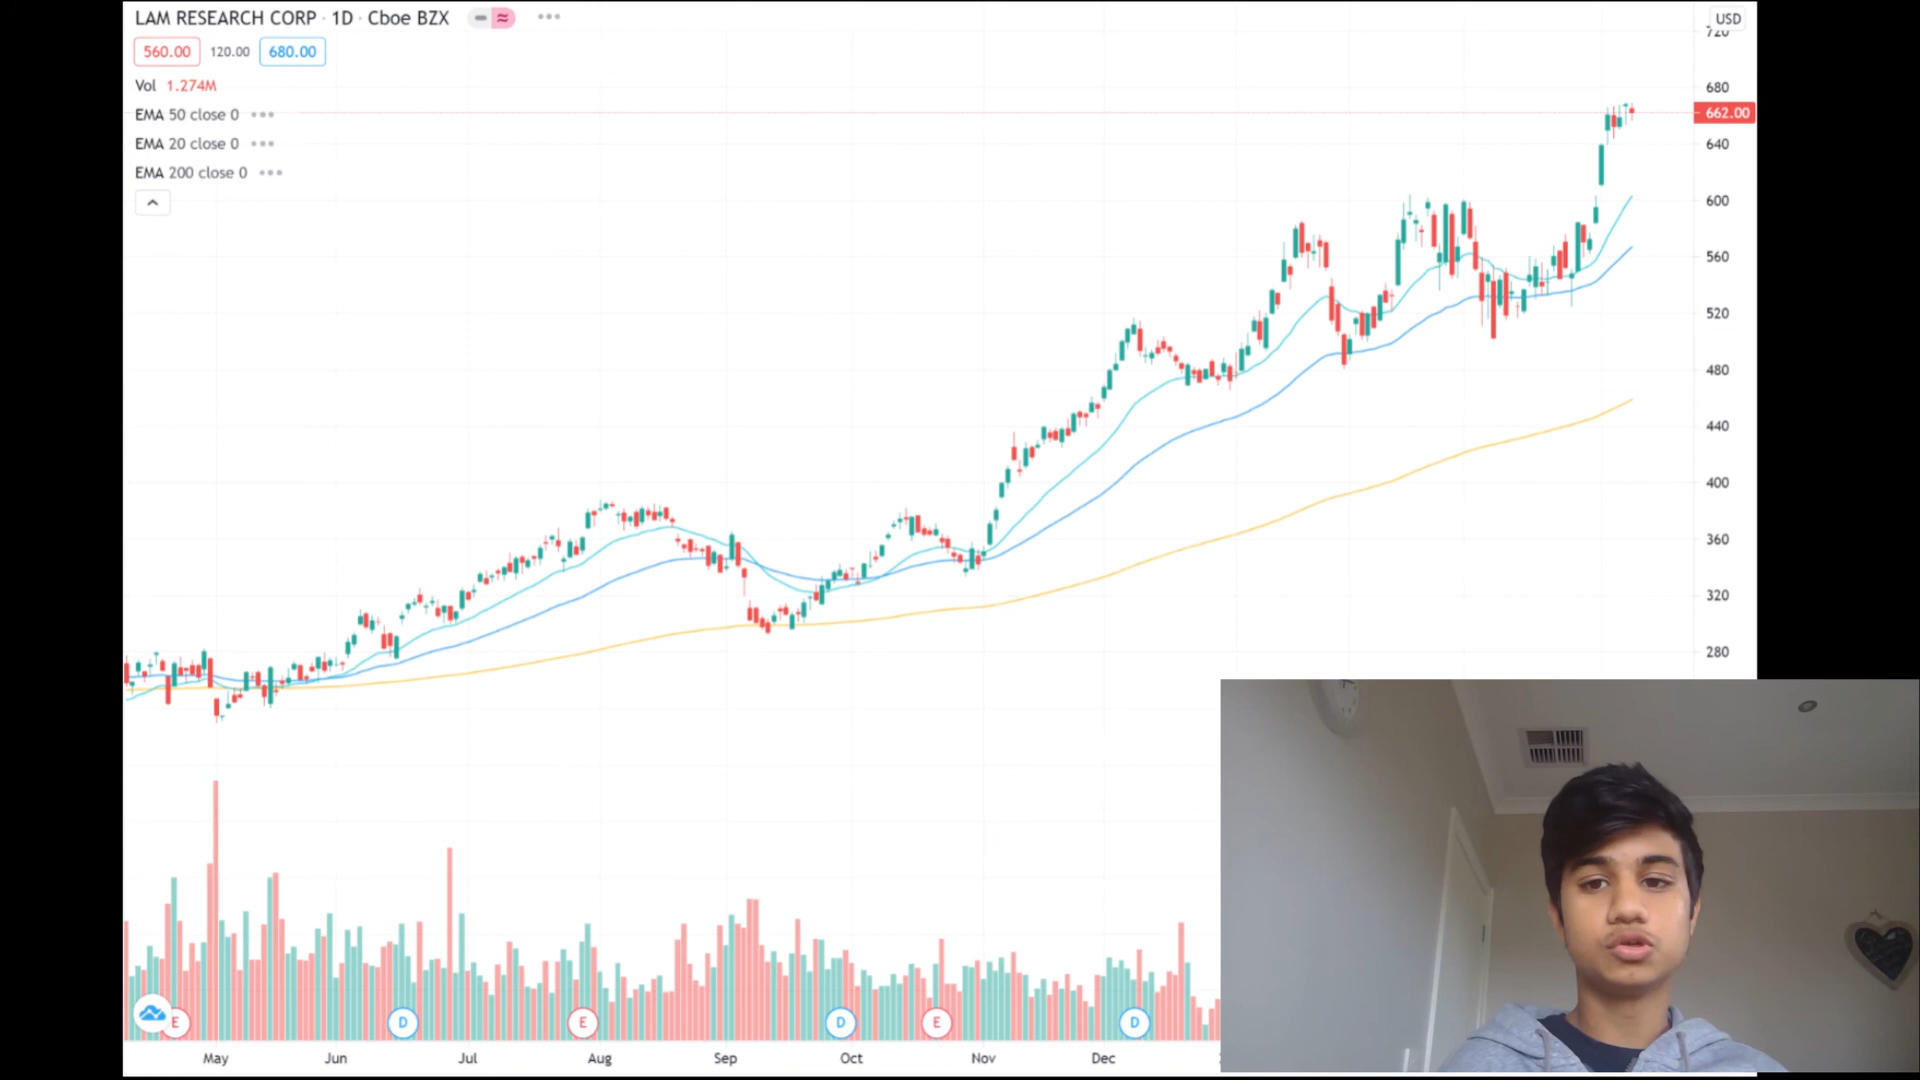 LAM RESEARCH CORP · 1D · Cboe BZX
560.00 120.00 680.00
Vol 1.274M
EMA 50 close 0
EMA 20 close 0
EMA 200 close 0
USD
720
680
662.00
640
600
560
520
480
440
400
360
320
280
E D E D E D
May Jun Jul Aug Sep Oct Nov Dec